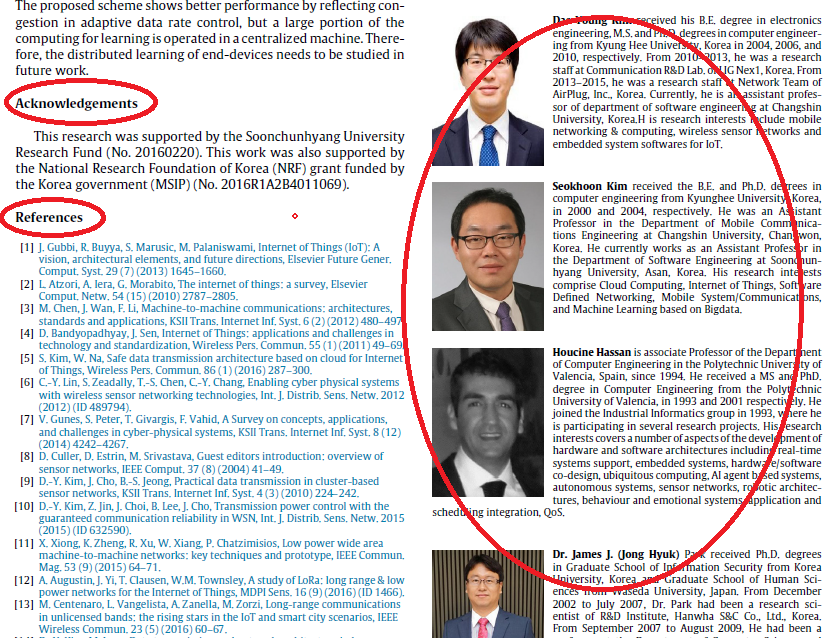 The proposed scheme shows better performance by reflecting con-
gestion in adaptive data rate control, but a large portion of the
computing for learning is operated in a centralized machine. There-
fore, the distributed learning of end-devices needs to be studied in
future work.
Acknowledgements
This research was supported by the Soonchunhyang University
Research Fund (No. 20160220). This work was also supported by
the National Research Foundation of Korea (NRF) grant funded by
the Korea government (MSIP) (No. 2016R1A2B4011069).
References
[1] J. Gubbi, R. Buyya, S. Marusic, M. Palaniswami, Internet of Things (IoT): A
vision, architectural elements, and future directions, Elsevier Future Gener.
Comput. Syst. 29 (7) (2013) 1645–1660.
[2] L. Atzori, A. Iera, G. Morabito, The internet of things: a survey, Elsevier
Comput. Netw. 54 (15) (2010) 2787–2805.
[3] M. Chen, J. Wan, F. Li, Machine-to-machine communications: architectures,
standards and applications, KSII Trans. Internet Inf. Syst. 6 (2) (2012) 480–497.
[4] D. Bandyopadhyay, J. Sen, Internet of Things: applications and challenges in
technology and standardization, Wireless Pers. Commun. 55 (1) (2011) 49–69.
[5] S. Kim, W. Na, Safe data transmission architecture based on cloud for Internet
of Things, Wireless Pers. Commun. 86 (1) (2016) 287–300.
[6] C.-Y. Lin, S. Zeadally, T.-S. Chen, C.-Y. Chang, Enabling cyber physical systems
with wireless sensor networking technologies, Int. J. Distrib. Sens. Netw. 2012
(2012) (ID 489794).
[7] V. Gunes, S. Peter, T. Givargis, F. Vahid, A Survey on concepts, applications,
and challenges in cyber-physical systems, KSII Trans. Internet Inf. Syst. 8 (12)
(2014) 4242–4267.
[8] D. Culler, D. Estrin, M. Srivastava, Guest editors introduction: overview of
sensor networks, IEEE Comput. 37 (8) (2004) 41–49.
[9] D.-Y. Kim, J. Cho, B.-S. Jeong, Practical data transmission in cluster-based
sensor networks, KSII Trans. Internet Inf. Syst. 4 (3) (2010) 224–242.
[10] D.-Y. Kim, Z. Jin, J. Choi, B. Lee, J. Cho, Transmission power control with the
guaranteed communication reliability in WSN, Int. J. Distrib. Sens. Netw. 2015
(2015) (ID 632590).
[11] X. Xiong, K. Zheng, R. Xu, W. Xiang, P. Chatzimisios, Low power wide area
machine-to-machine networks: key techniques and prototype, IEEE Commun.
Mag. 53 (9) (2015) 64–71.
[12] A. Augustin, J. Yi, T. Clausen, W.M. Townsley, A study of LoRa: long range & low
power networks for the Internet of Things, MDPI Sens. 16 (9) (2016) (ID 1466).
[13] M. Centenaro, L. Vangelista, A. Zanella, M. Zorzi, Long-range communications
in unlicensed bands: the rising stars in the IoT and smart city scenarios, IEEE
Wireless Commun. 23 (5) (2016) 60–67.
Dae-Young Kim received his B.E. degree in electronics
engineering, M.S. and Ph.D. degrees in computer engineer-
ing from Kyung Hee University, Korea in 2004, 2006, and
2010, respectively. From 2010–2013, he was a research
staff at Communication R&D Lab. of LIG Nex1, Korea. From
2013–2015, he was a research staff at Network Team of
AirPlug, Inc., Korea. Currently, he is an assistant profes-
sor of department of software engineering at Changshin
University, Korea.H is research interests include mobile
networking & computing, wireless sensor networks and
embedded system softwares for IoT.
Seokhoon Kim received the B.E, and Ph.D, degrees in
computer engineering from Kyunghee University, Korea,
in 2000 and 2004, respectively. He was an Assistant
Professor in the Department of Mobile Communica-
tions Engineering at Changshin University, Changwon,
Korea. He currently works as an Assistant Professor in
the Department of Software Engineering at Soonchun-
hyang University, Asan, Korea. His research interests
comprise Cloud Computing, Internet of Things, Software
Defined Networking, Mobile System/Communications,
and Machine Learning based on Bigdata.
Houcine Hassan is associate Professor of the Department
of Computer Engineering in the Polytechnic University of
Valencia, Spain, since 1994. He received a MS and PhD.
degree in Computer Engineering from the Polytechnic
University of Valencia, in 1993 and 2001 respectively. He
joined the Industrial Informatics group in 1993, where he
is participating in several research projects. His research
interests covers a number of aspects of the development of
hardware and software architectures including real-time
systems support, embedded systems, hardware/software
co-design, ubiquitous computing, AI agent based systems,
autonomous systems, sensor networks, robotic architec-
tures, behaviour and emotional systems, application and
scheduling integration, QoS.
Dr. James J. (Jong Hyuk) Park received Ph.D. degrees
in Graduate School of Information Security from Korea
University, Korea and Graduate School of Human Sci-
ences from Waseda University, Japan. From December
2002 to July 2007, Dr. Park had been a research sci-
entist of R&D Institute, Hanwha S&C Co., Ltd., Korea.
From September 2007 to August 2009, He had been a